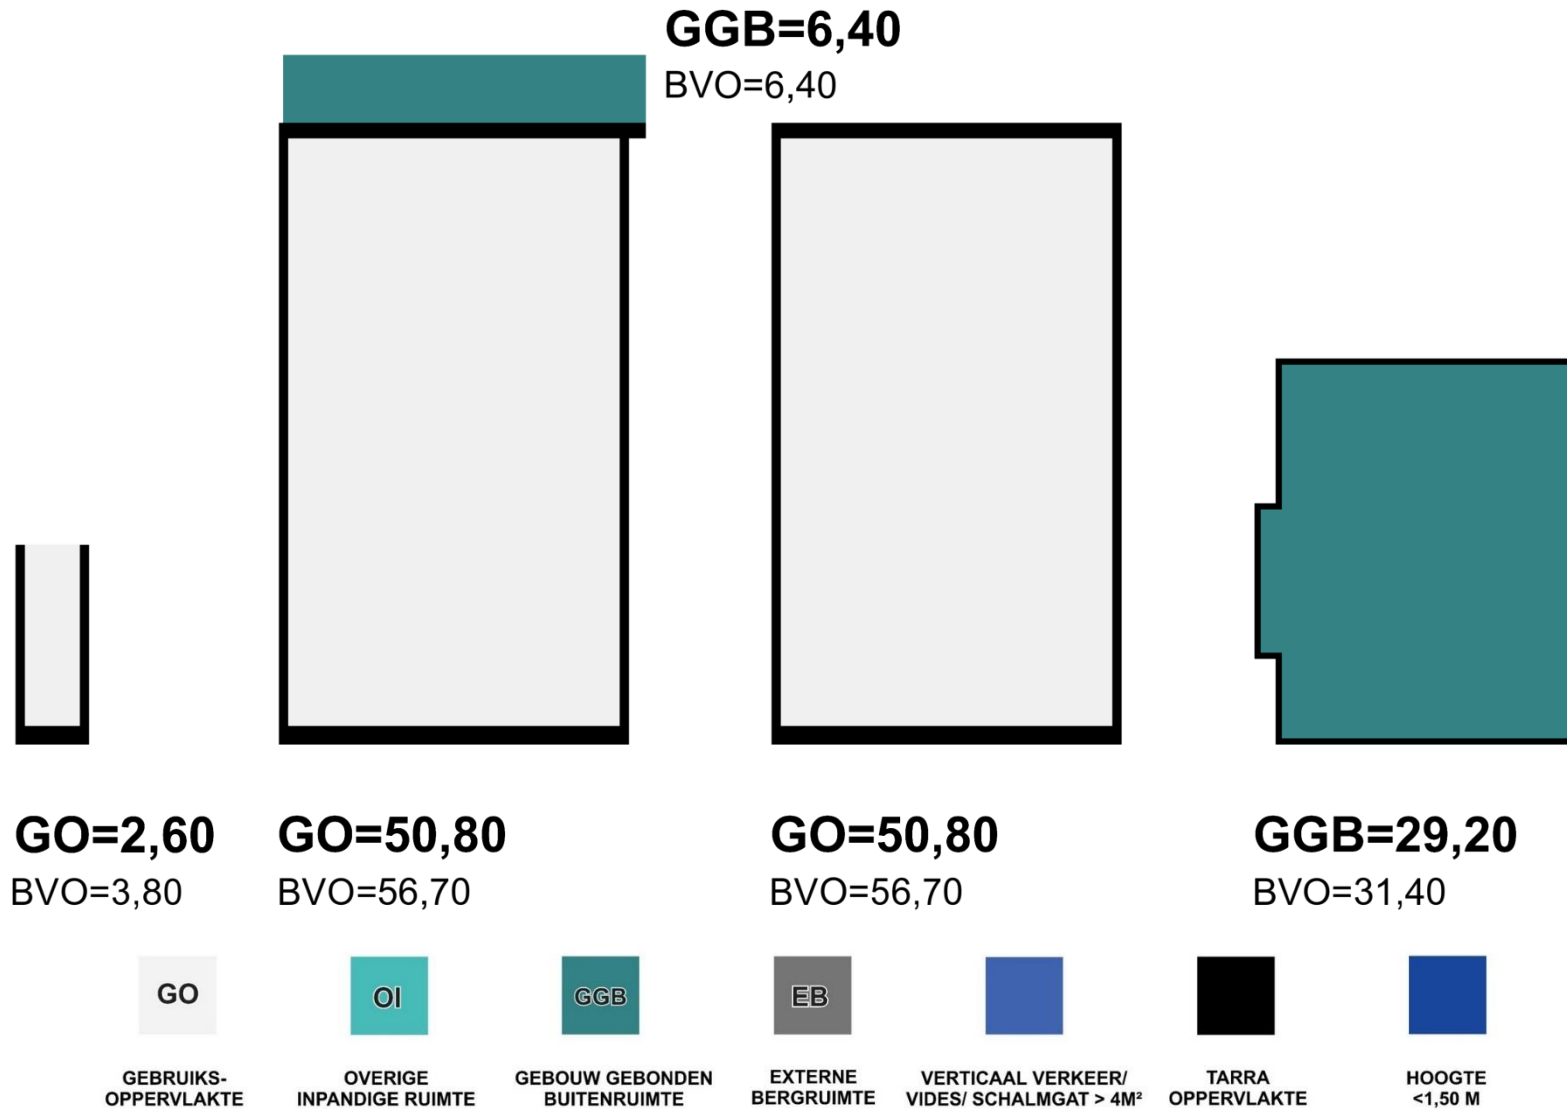 GGB=6,40
BVO=6,40
GO=2,60
BVO=3,80
GO=50,80
BVO=56,70
GO=50,80
BVO=56,70
GGB=29,20
BVO=31,40
GO
GEBRUIKS-
OPPERVLAKTE
OI
OVERIGE
INPANDIGE RUIMTE
GGB
GEBOUW GEBONDEN
BUITENRUIMTE
EB
EXTERNE
BERGRUIMTE
VERTICAAL VERKEER/
VIDES/ SCHALMGAT > 4M²
TARRA
OPPERVLAKTE
HOOGTE
<1,50 M